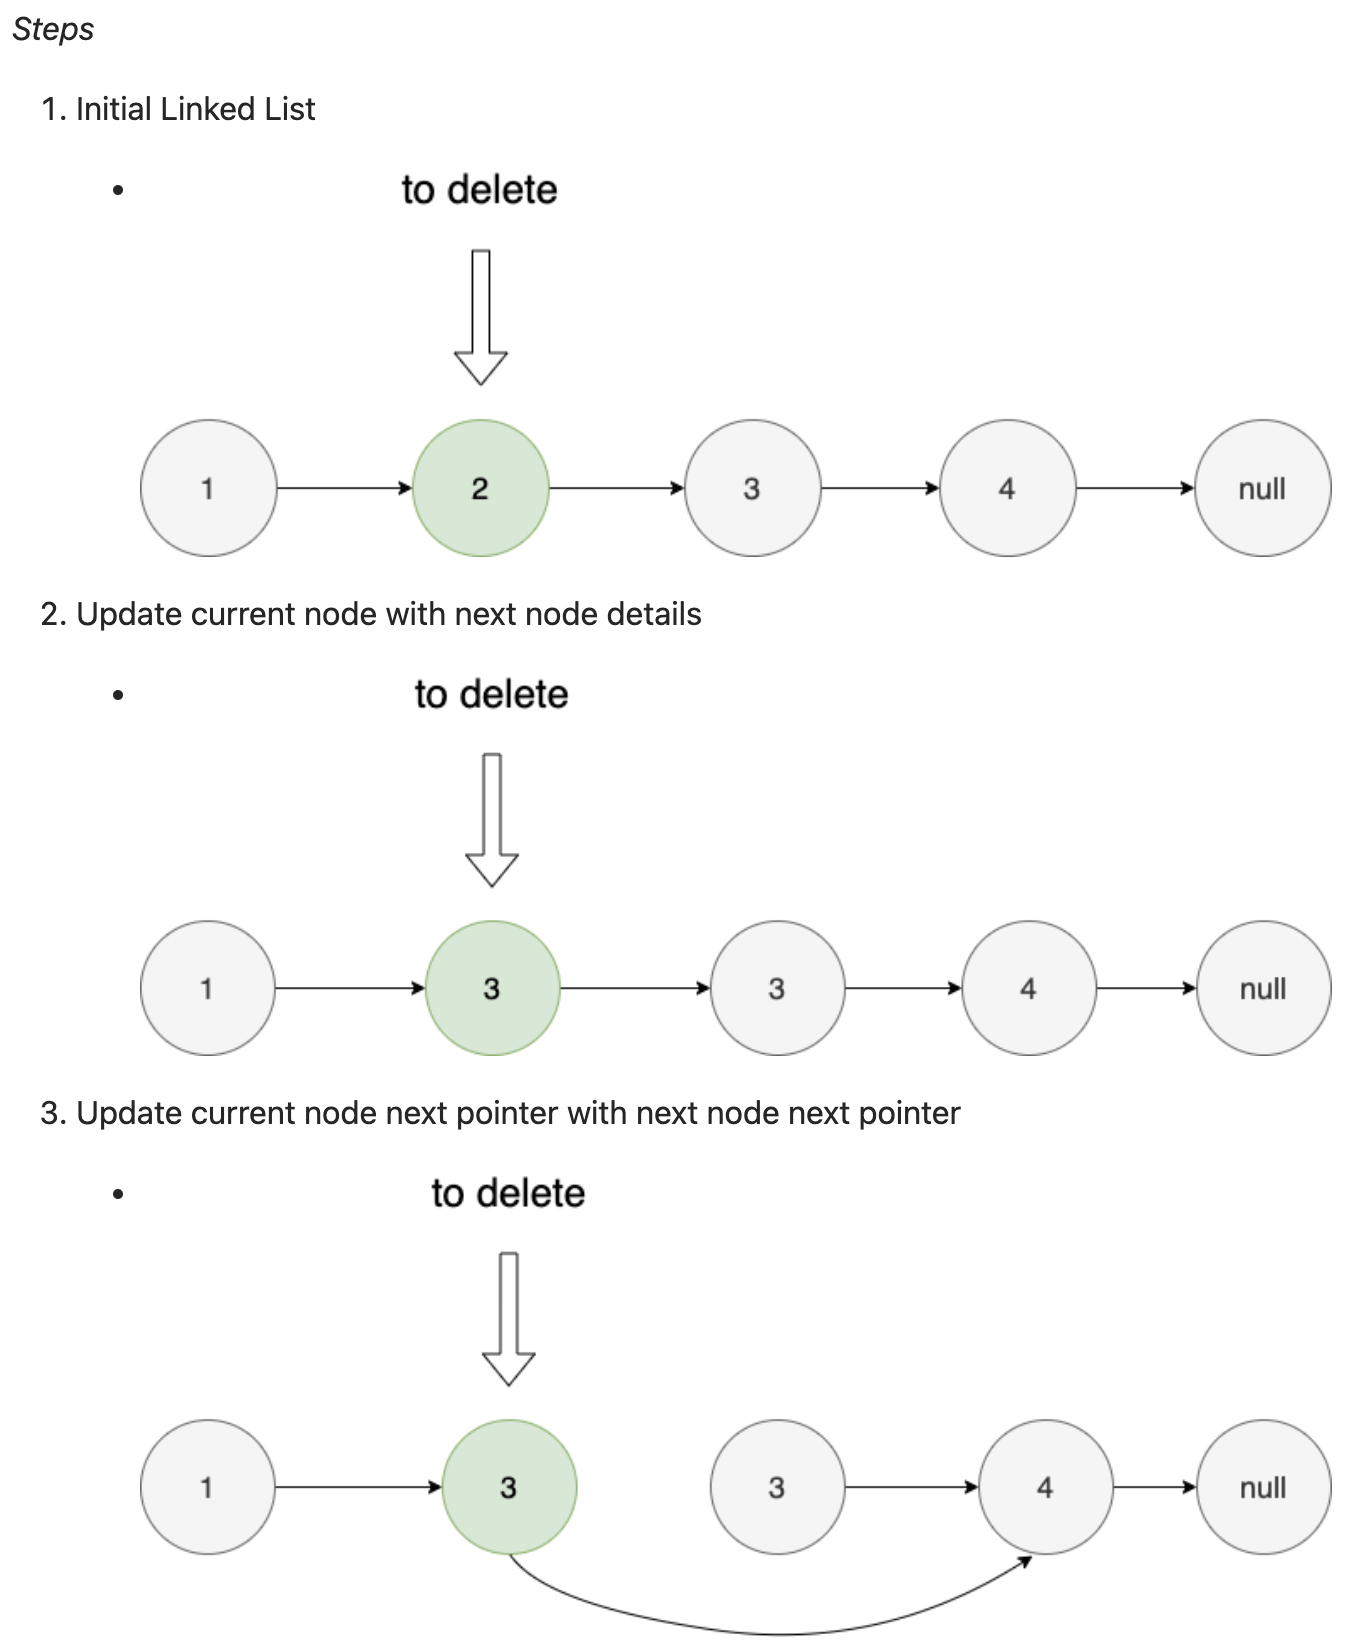 Steps
1. Initial Linked List
to delete
1 2 3 4 null
2. Update current node with next node details
to delete
1 3 3 4 null
3. Update current node next pointer with next node next pointer
to delete
1 3 3 4 null